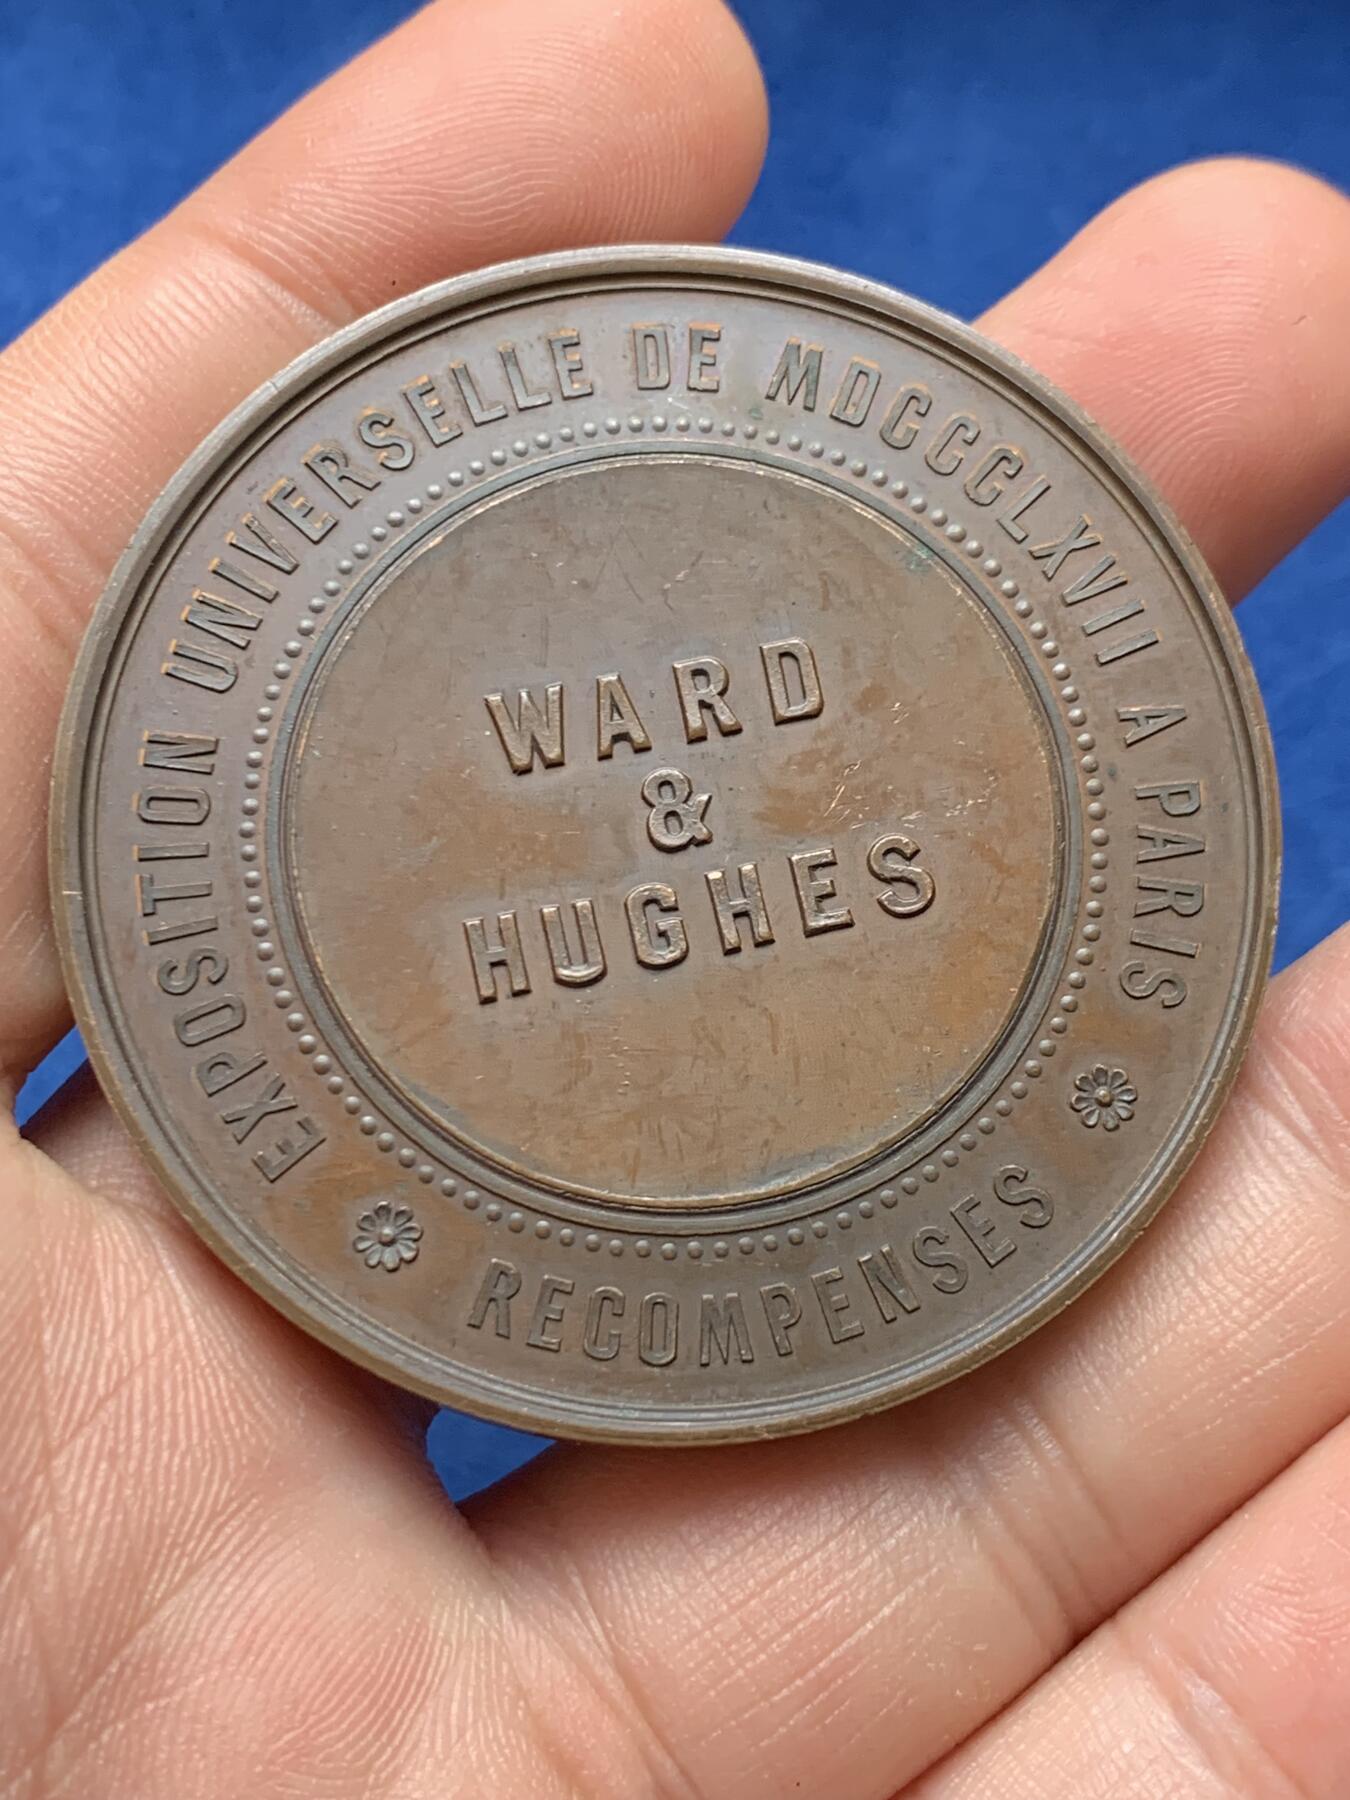 EXPOSITION UNIVERSELLE DE MDCCCLXVII A PARIS
WARD
&
HUGHES
RECOMPENSES